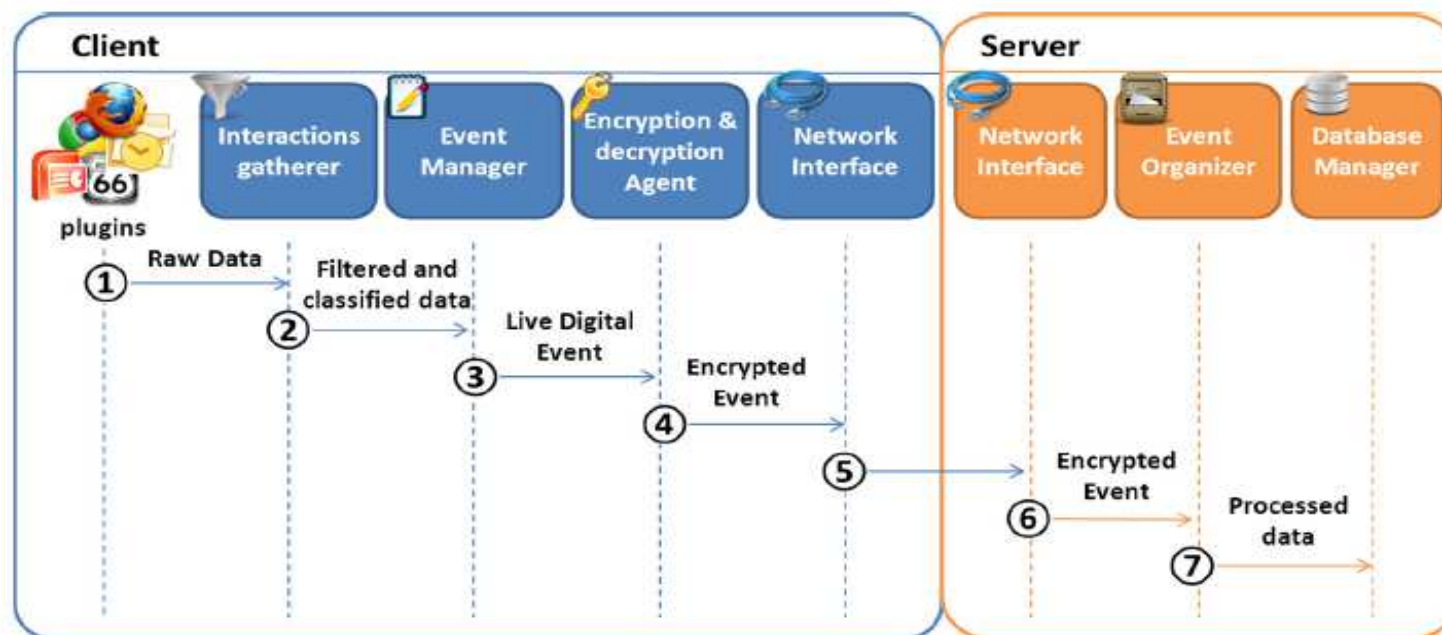 Client
Server
Interactions
gatherer
Event
Manager
Encryption &
decryption
Agent
Network
Interface
Network
Interface
Event
Organizer
Database
Manager
66
plugins
Raw Data
1
Filtered and
classified data
2
Live Digital
Event
3
Encrypted
Event
4
5
Encrypted
Event
6
Processed
data
7